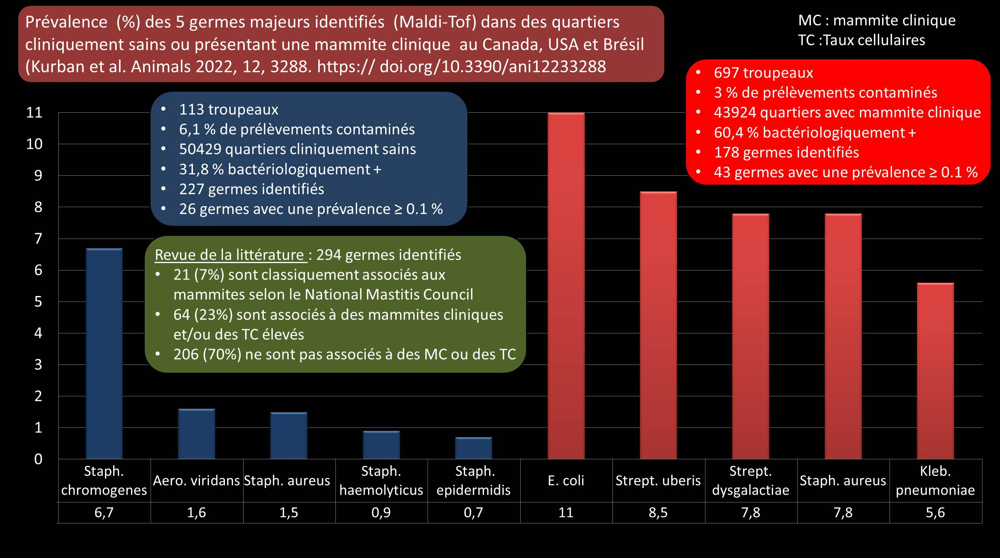 Prévalence (%) des 5 germes majeurs identifiés (Maldi-Tof) dans des quartiers
cliniquement sains ou présentant une mammite clinique au Canada, USA et Brésil
(Kurban et al. Animals 2022, 12, 3288. https:// doi.org/10.3390/ani12233288
MC : mammite clinique
TC :Taux cellulaires
• 697 troupeaux
• 3 % de prélèvements contaminés
• 43924 quartiers avec mammite clinique
• 60,4 % bactériologiquement +
• 178 germes identifiés
• 43 germes avec une prévalence ≥ 0.1 %
• 113 troupeaux
• 6,1 % de prélèvements contaminés
• 50429 quartiers cliniquement sains
• 31,8 % bactériologiquement +
• 227 germes identifiés
• 26 germes avec une prévalence ≥ 0.1 %
Revue de la littérature : 294 germes identifiés
• 21 (7%) sont classiquement associés aux
mammites selon le National Mastitis Council
• 64 (23%) sont associés à des mammites cliniques
et/ou des TC élevés
• 206 (70%) ne sont pas associés à des MC ou des TC
11
10
9
8
7
6
5
4
3
2
1
0
Staph.
chromogenes
Aero. viridans
Staph. aureus
Staph.
haemolyticus
Staph.
epidermidis
E. coli
Strept. uberis
Strept.
dysgalactiae
Staph. aureus
Kleb.
pneumoniae
6,7
1,6
1,5
0,9
0,7
11
8,5
7,8
7,8
5,6